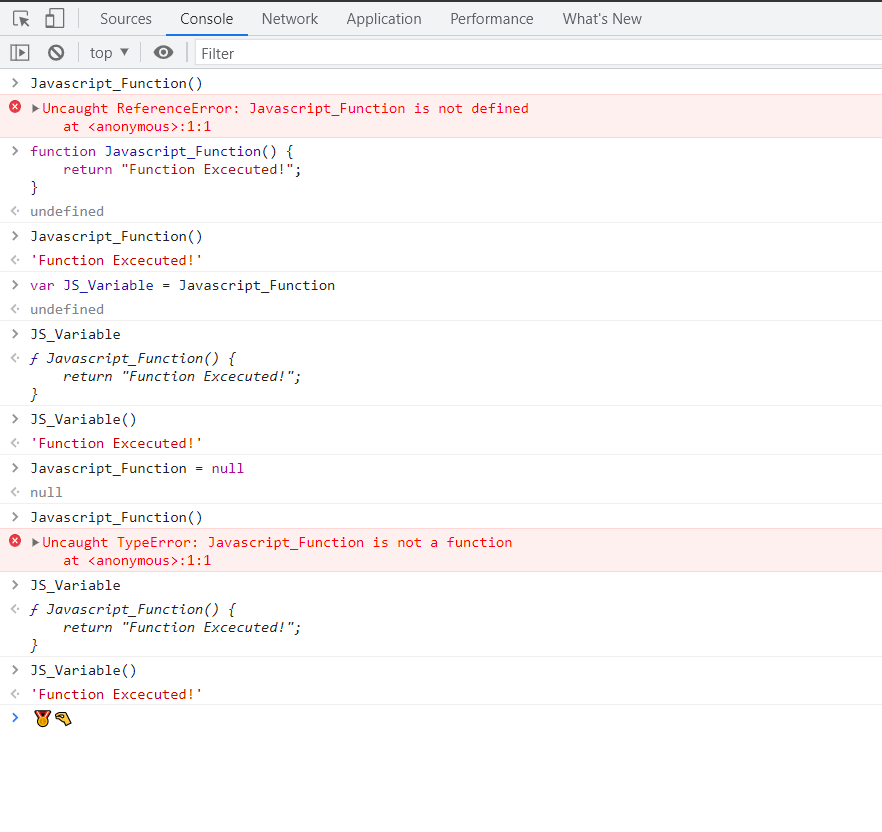 Sources Console Network Application Performance What's New
top ▼ Filter
> Javascript_Function()
▶Uncaught ReferenceError: Javascript_Function is not defined
at <anonymous>:1:1
> function Javascript_Function() {
return "Function Excecuted!";
}
undefined
> Javascript_Function()
'Function Excecuted!'
> var JS_Variable = Javascript_Function
undefined
> JS_Variable
ƒ Javascript_Function() {
return "Function Excecuted!";
}
> JS_Variable()
'Function Excecuted!'
> Javascript_Function = null
null
> Javascript_Function()
▶Uncaught TypeError: Javascript_Function is not a function
at <anonymous>:1:1
> JS_Variable
ƒ Javascript_Function() {
return "Function Excecuted!";
}
> JS_Variable()
'Function Excecuted!'
>